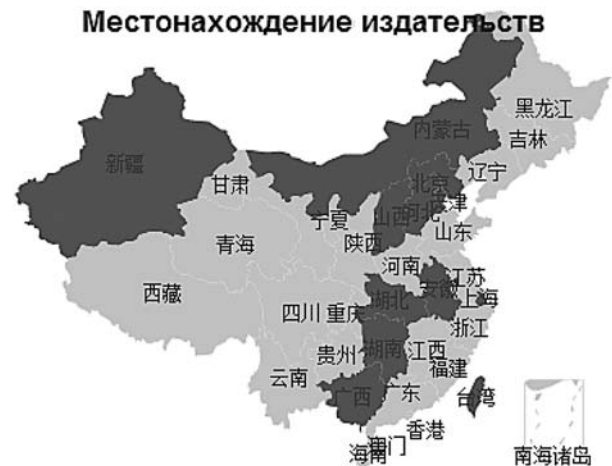 Местонахождение издательств
黑龙江
内蒙古
吉林
新疆
辽宁
北京
甘肃
天津
宁夏
山西
河北
山东
青海
陕西
河南
江苏
西藏
安徽
上海
四川
重庆
湖北
浙江
贵州
湖南
江西
福建
云南
广西
广东
台湾
香港
澳门
海南
南海诸岛